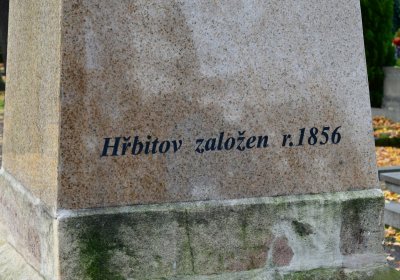 Hřbitov založen r.1856